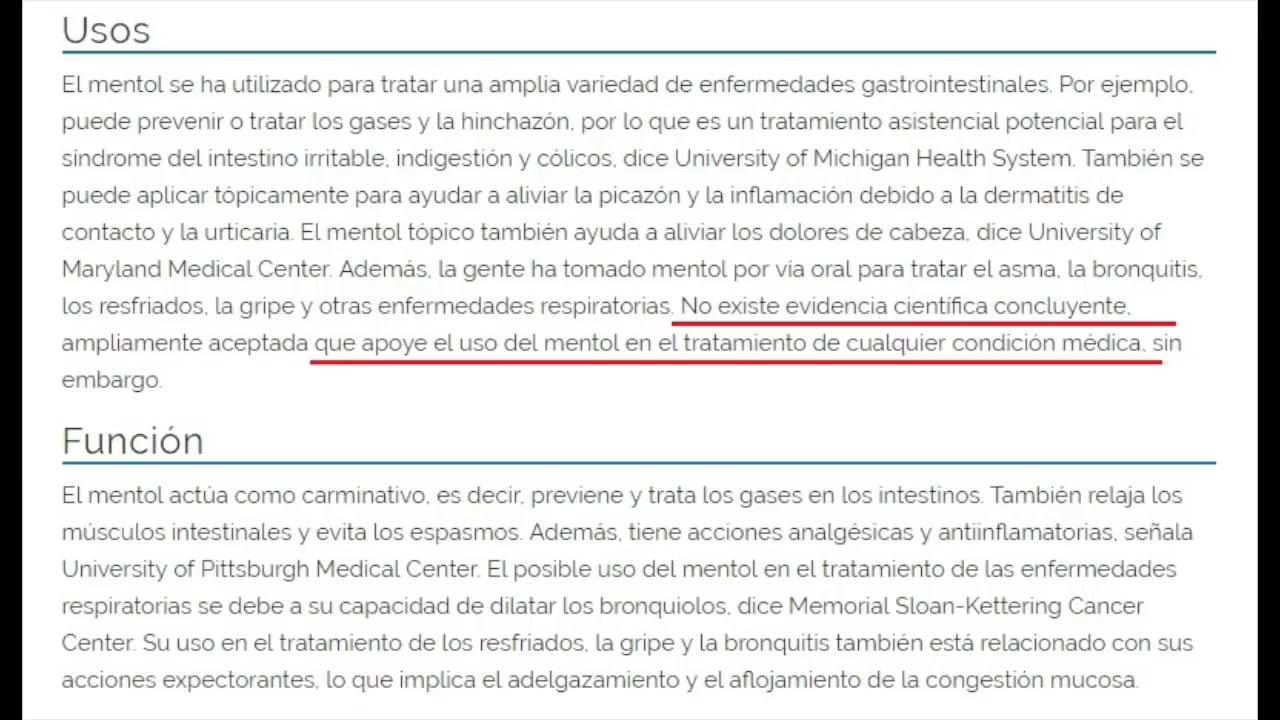 Usos
El mentol se ha utilizado para tratar una amplia variedad de enfermedades gastrointestinales. Por ejemplo,
puede prevenir o tratar los gases y la hinchazón, por lo que es un tratamiento asistencial potencial para el
síndrome del intestino irritable, indigestión y cólicos, dice University of Michigan Health System. También se
puede aplicar tópicamente para ayudar a aliviar la picazón y la inflamación debido a la dermatitis de
contacto y la urticaria. El mentol tópico también ayuda a aliviar los dolores de cabeza, dice University of
Maryland Medical Center. Además, la gente ha tomado mentol por vía oral para tratar el asma, la bronquitis,
los resfriados, la gripe y otras enfermedades respiratorias. No existe evidencia científica concluyente,
ampliamente aceptada que apoye el uso del mentol en el tratamiento de cualquier condición médica, sin
embargo.
Función
El mentol actúa como carminativo, es decir, previene y trata los gases en los intestinos. También relaja los
músculos intestinales y evita los espasmos. Además, tiene acciones analgésicas y antiinflamatorias, señala
University of Pittsburgh Medical Center. El posible uso del mentol en el tratamiento de las enfermedades
respiratorias se debe a su capacidad de dilatar los bronquiolos, dice Memorial Sloan-Kettering Cancer
Center. Su uso en el tratamiento de los resfriados, la gripe y la bronquitis también está relacionado con sus
acciones expectorantes, lo que implica el adelgazamiento y el aflojamiento de la congestión mucosa.